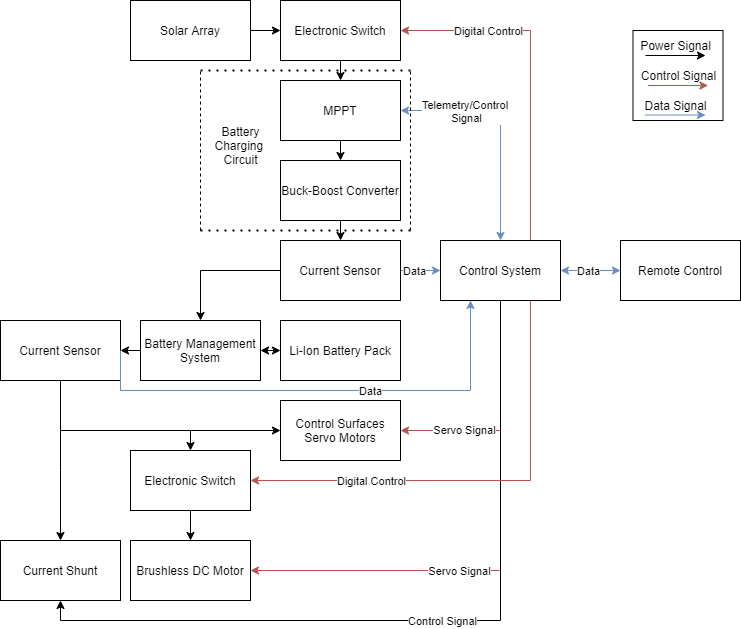 Solar Array
Electronic Switch
Digital Control
Power Signal
Control Signal
Data Signal
Battery
Charging
Circuit
MPPT
Telemetry/Control
Signal
Buck-Boost Converter
Current Sensor
Data
Control System
Data
Remote Control
Current Sensor
Battery Management
System
Li-Ion Battery Pack
Data
Control Surfaces
Servo Motors
Servo Signal
Electronic Switch
Digital Control
Current Shunt
Brushless DC Motor
Servo Signal
Control Signal